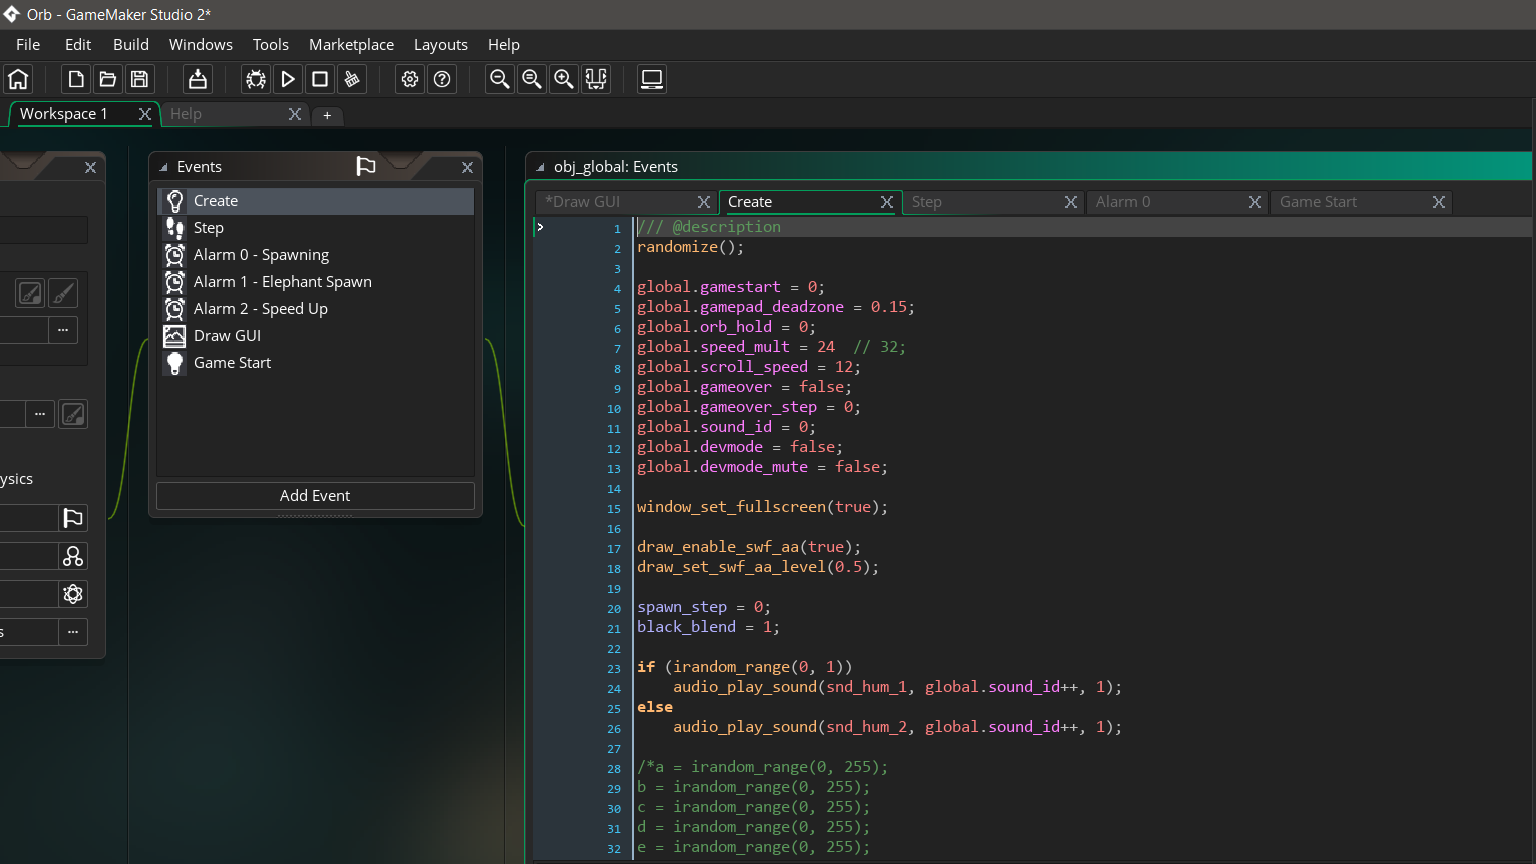 Orb - GameMaker Studio 2*
File Edit Build Windows Tools Marketplace Layouts Help
Workspace 1
Help
+
Events
Create
Step
Alarm 0 - Spawning
Alarm 1 - Elephant Spawn
Alarm 2 - Speed Up
Draw GUI
Game Start
Add Event
ysics
s
obj_global: Events
*Draw GUI Create Step Alarm 0 Game Start
1 /// @description
2 randomize();
3
4 global.gamestart = 0;
5 global.gamepad_deadzone = 0.15;
6 global.orb_hold = 0;
7 global.speed_mult = 24  // 32;
8 global.scroll_speed = 12;
9 global.gameover = false;
10 global.gameover_step = 0;
11 global.sound_id = 0;
12 global.devmode = false;
13 global.devmode_mute = false;
14
15 window_set_fullscreen(true);
16
17 draw_enable_swf_aa(true);
18 draw_set_swf_aa_level(0.5);
19
20 spawn_step = 0;
21 black_blend = 1;
22
23 if (irandom_range(0, 1))
24     audio_play_sound(snd_hum_1, global.sound_id++, 1);
25 else
26     audio_play_sound(snd_hum_2, global.sound_id++, 1);
27
28 /*a = irandom_range(0, 255);
29 b = irandom_range(0, 255);
30 c = irandom_range(0, 255);
31 d = irandom_range(0, 255);
32 e = irandom_range(0, 255);